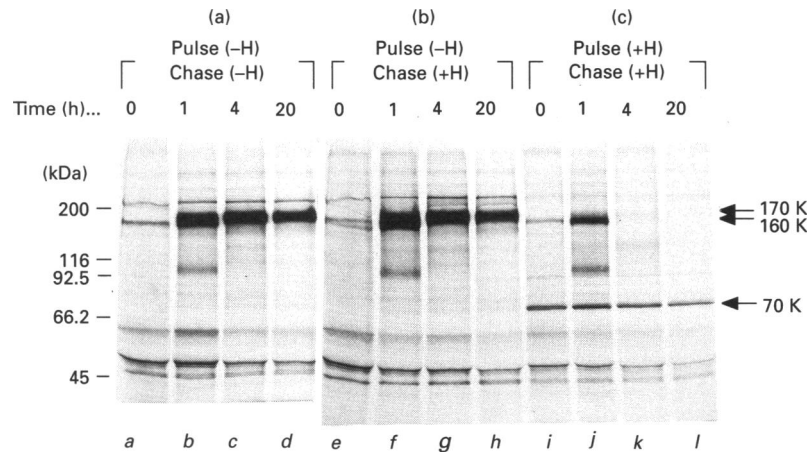 (a) (b) (c)
Pulse (–H) Pulse (–H) Pulse (+H)
Chase (–H) Chase (+H) Chase (+H)
Time (h)... 0 1 4 20 0 1 4 20 0 1 4 20
(kDa)
200
170 K
160 K
116
92.5
70 K
66.2
45
a b c d e f g h i j k l